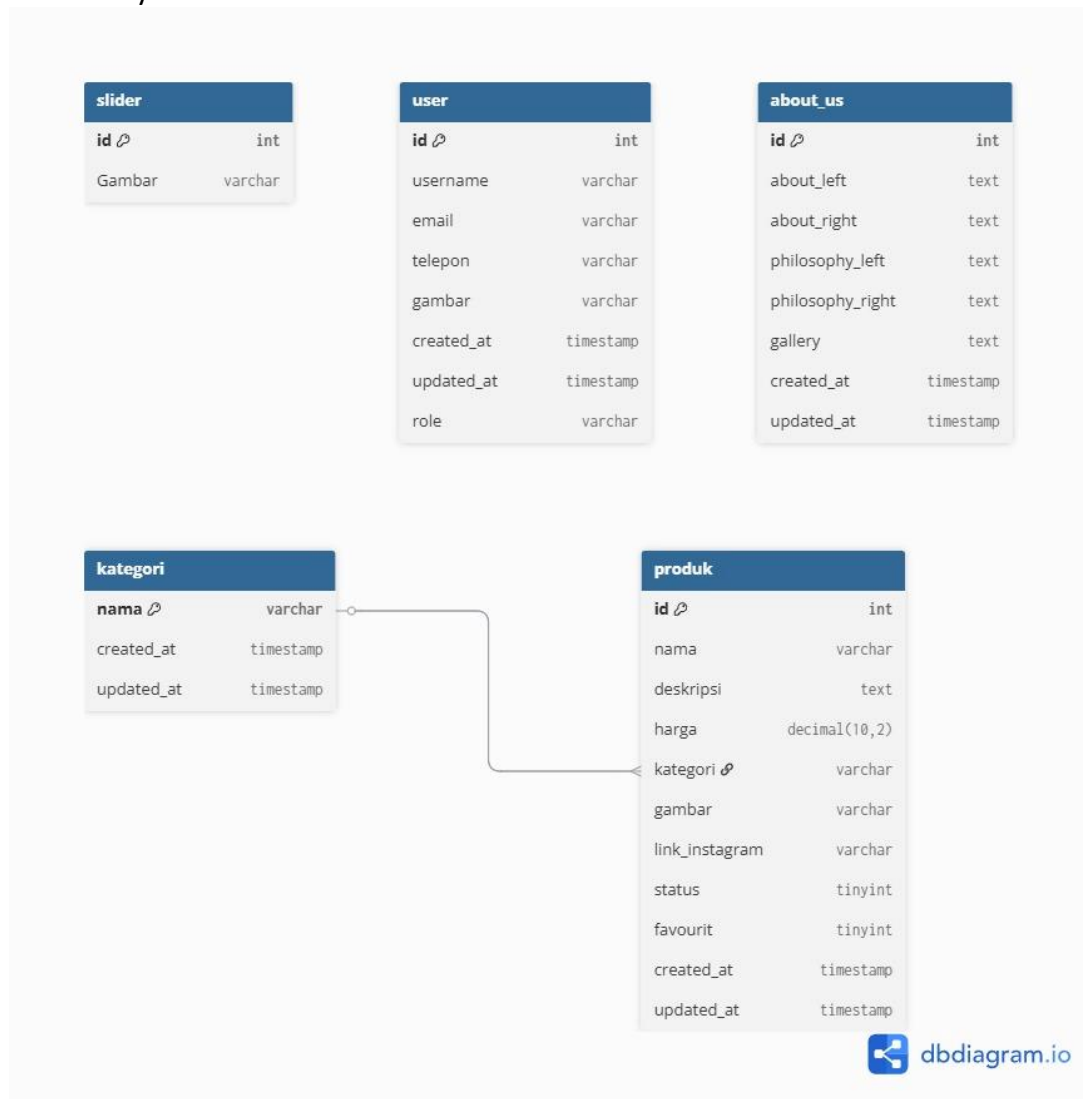 slider
id int
Gambar varchar
user
id int
username varchar
email varchar
telepon varchar
gambar varchar
created_at timestamp
updated_at timestamp
role varchar
about_us
id int
about_left text
about_right text
philosophy_left text
philosophy_right text
gallery text
created_at timestamp
updated_at timestamp
kategori
nama varchar
created_at timestamp
updated_at timestamp
produk
id int
nama varchar
deskripsi text
harga decimal(10,2)
kategori varchar
gambar varchar
link_instagram varchar
status tinyint
favourit tinyint
created_at timestamp
updated_at timestamp
dbdiagram.io